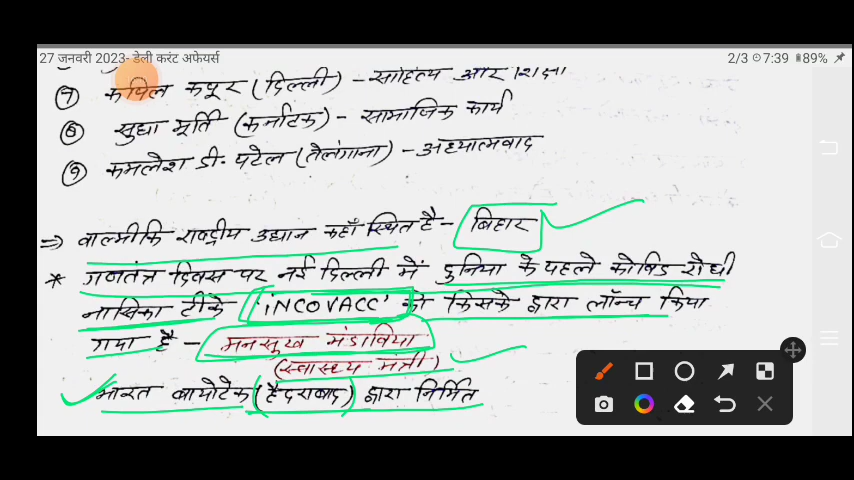 27 जनवरी 2023- डेली करंट अफेयर्स 2/3 7:39 89%
⑦ कपिल कपूर (दिल्ली) - साहित्य और शिक्षा
⑧ सुधा मूर्ति (कर्नाटक) - सामाजिक कार्य
⑨ कमलेश डी. पटेल (तेलंगाना) - अध्यात्मवाद
⇒ वाल्मीकि राष्ट्रीय उद्यान कहाँ स्थित है - बिहार
* गणतंत्र दिवस पर नई दिल्ली में दुनिया के पहले कोविड रोधी
नासिका टीके 'iNCOVACC' को किसके द्वारा लॉन्च किया
गया है - मनसुख मंडाविया
(स्वास्थ्य मंत्री)
भारत बायोटेक (हैदराबाद) द्वारा निर्मित